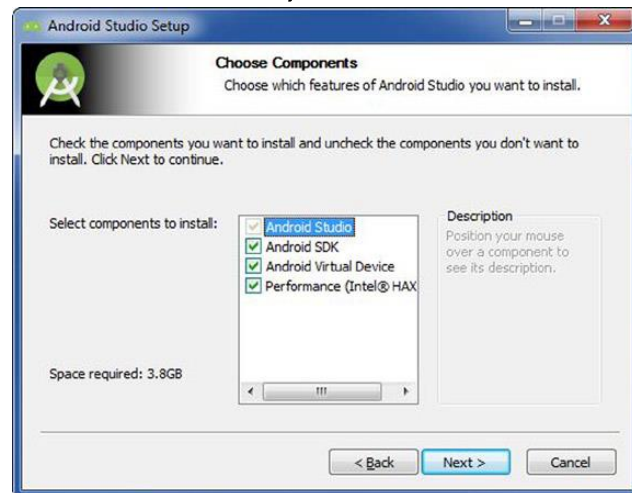 Android Studio Setup
Choose Components
Choose which features of Android Studio you want to install.
Check the components you want to install and uncheck the components you don't want to
install. Click Next to continue.
Select components to install:
Android Studio
Android SDK
Android Virtual Device
Performance (Intel® HAX
Description
Position your mouse
over a component to
see its description.
Space required: 3.8GB
< Back
Next >
Cancel